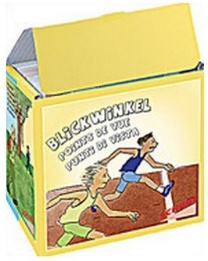 BLiCKWiNKEL
POiNTS DE VUE
PUNTi Di ViSTA